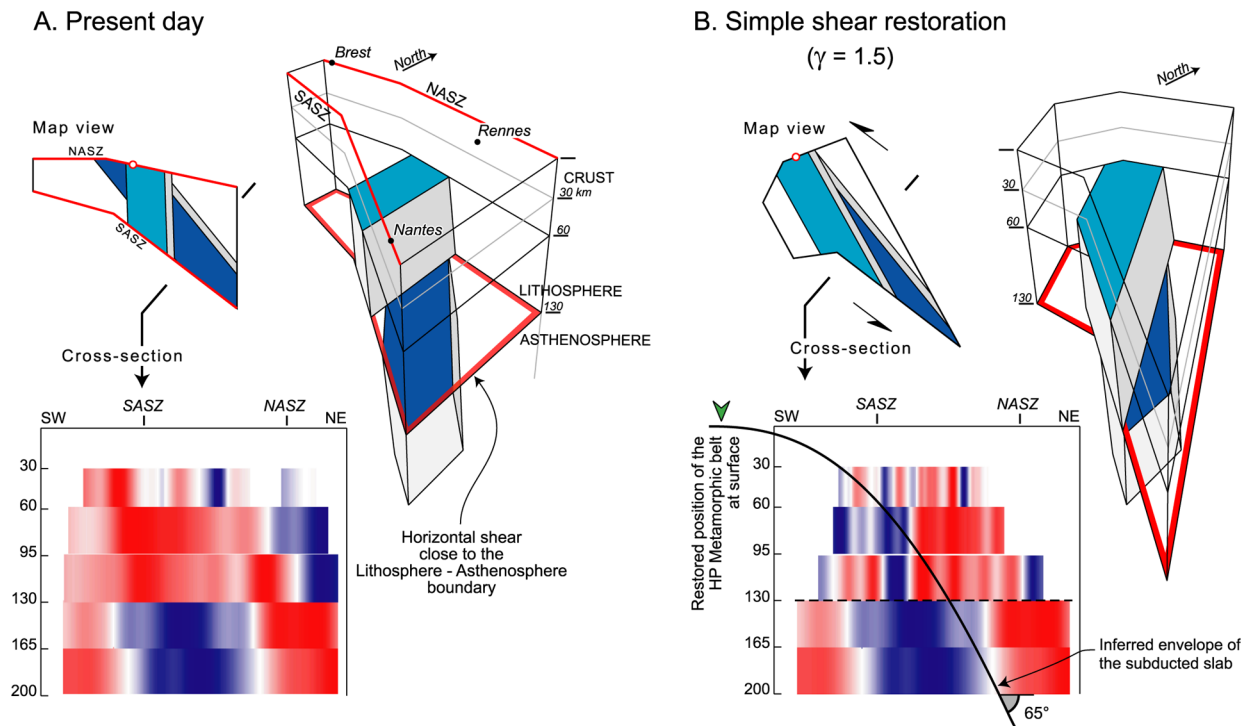 A. Present day
Brest
North
NASZ
SASZ
Rennes
Map view
NASZ
SASZ
CRUST
30 km
60
Nantes
LITHOSPHERE
130
ASTHENOSPHERE
Cross-section
SW
SASZ
NASZ
NE
30
60
95
130
165
200
Horizontal shear
close to the
Lithosphere - Asthenosphere
boundary
B. Simple shear restoration
(γ = 1.5)
North
Map view
30
60
130
Cross-section
SW
SASZ
NASZ
NE
Restored position of the
HP Metamorphic belt
at surface
30
60
95
130
165
200
Inferred envelope of
the subducted slab
65°